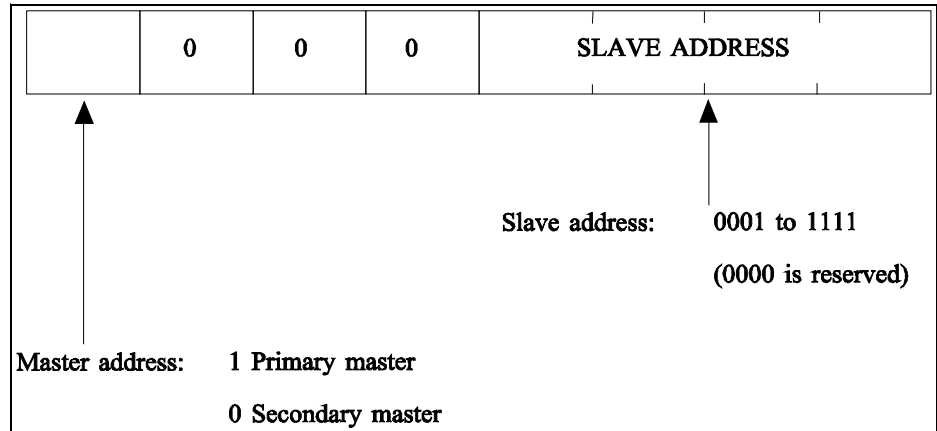 0 0 0 SLAVE ADDRESS
Slave address: 0001 to 1111
(0000 is reserved)
Master address: 1 Primary master
0 Secondary master